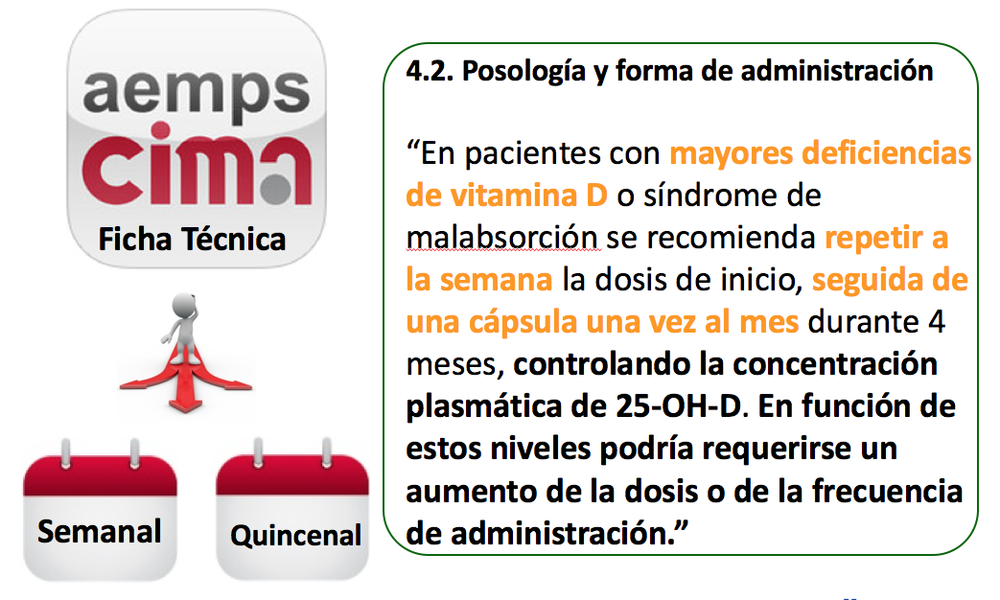 aemps
cima
Ficha Técnica
Semanal
Quincenal
4.2. Posología y forma de administración
“En pacientes con mayores deficiencias
de vitamina D o síndrome de
malabsorción se recomienda repetir a
la semana la dosis de inicio, seguida de
una cápsula una vez al mes durante 4
meses, controlando la concentración
plasmática de 25-OH-D. En función de
estos niveles podría requerirse un
aumento de la dosis o de la frecuencia
de administración.”